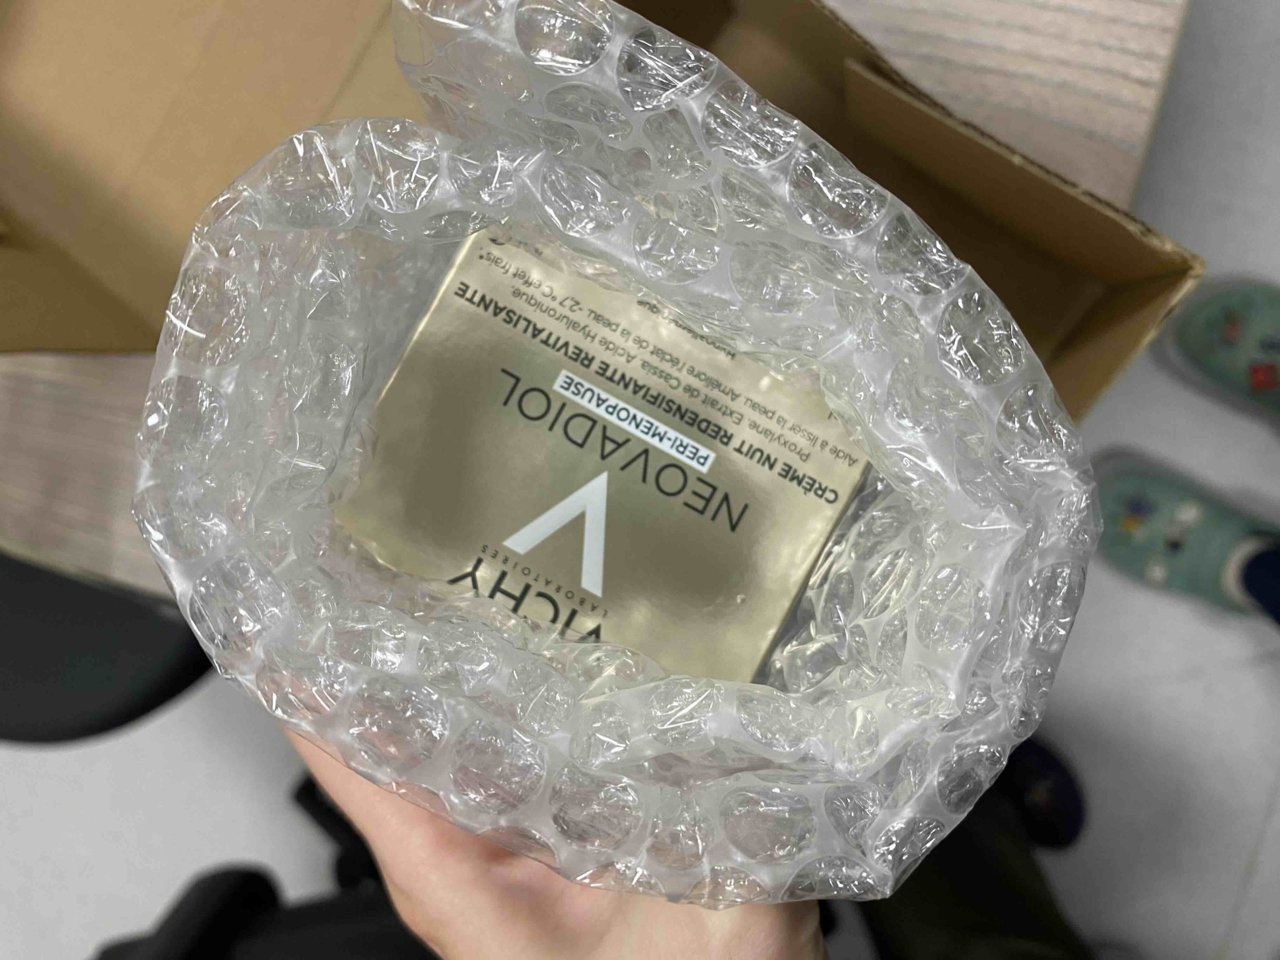 VICHY
LABORATOIRES
NEOVADIOL
PERI-MENOPAUSE
CRÈME NUIT REDENSIFIANTE REVITALISANTE
Proxylane. Extrait de Cassia. Acide Hyaluronique.
Aide à lisser la peau. Améliore l'éclat de la peau. -2,7 °C effet frais*